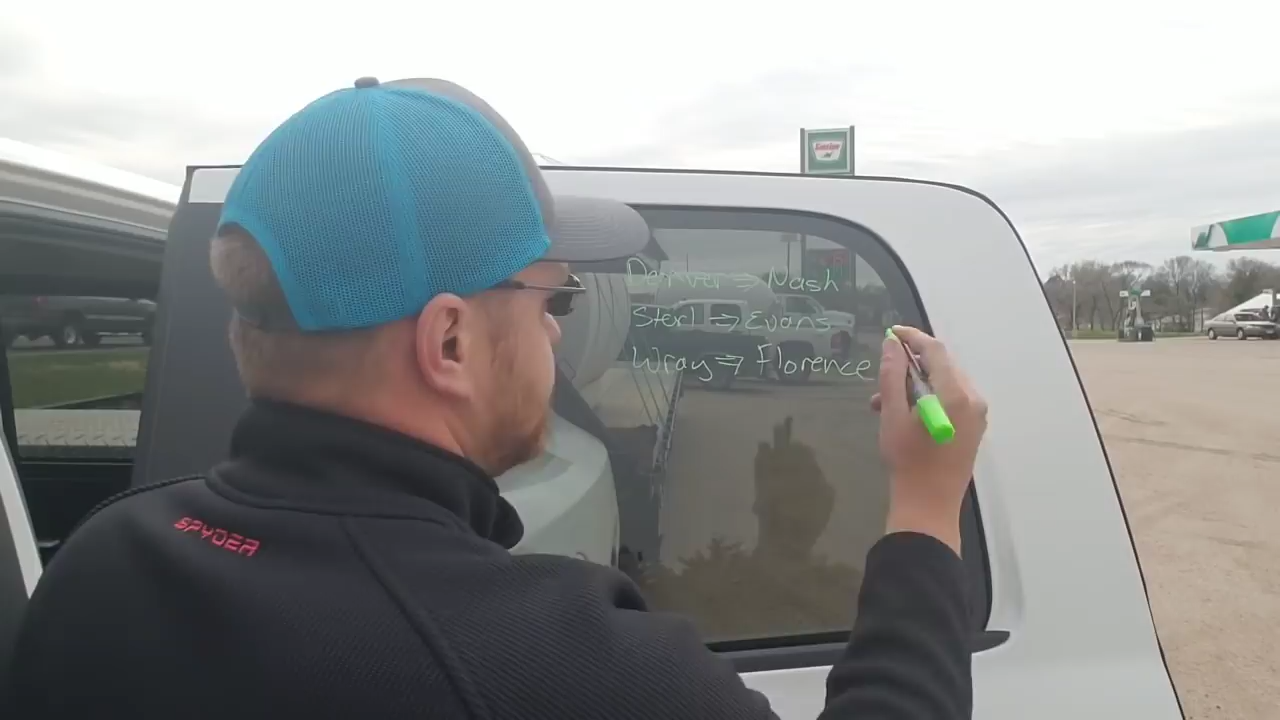 Denver => Nash
Sterl => Evans
Wray => Florence
SPYDER
Sinclair